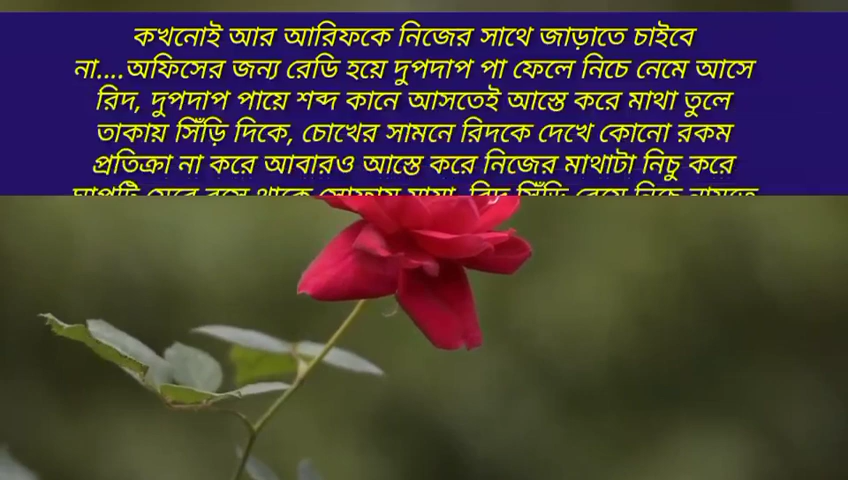 কখনোই আর আরিফকে নিজের সাথে জাড়াতে চাইবে
না....অফিসের জন্য রেডি হয়ে দুপদাপ পা ফেলে নিচে নেমে আসে
রিদ, দুপদাপ পায়ে শব্দ কানে আসতেই আস্তে করে মাথা তুলে
তাকায় সিঁড়ি দিকে, চোখের সামনে রিদকে দেখে কোনো রকম
প্রতিক্রা না করে আবারও আস্তে করে নিজের মাথাটা নিচু করে